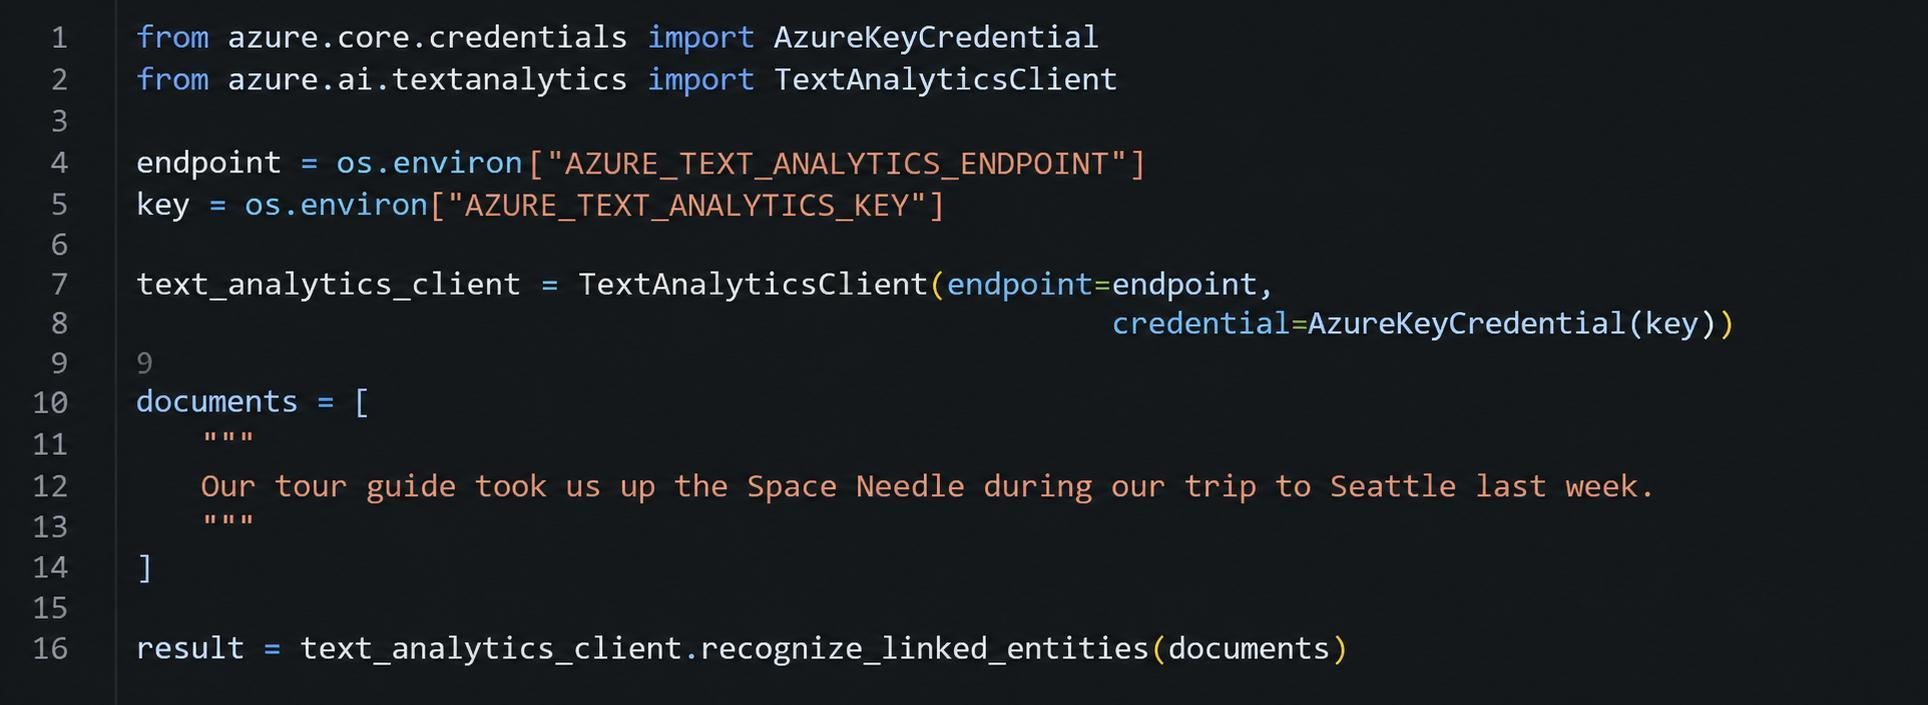 1 from azure.core.credentials import AzureKeyCredential
2 from azure.ai.textanalytics import TextAnalyticsClient
3
4 endpoint = os.environ["AZURE_TEXT_ANALYTICS_ENDPOINT"]
5 key = os.environ["AZURE_TEXT_ANALYTICS_KEY"]
6
7 text_analytics_client = TextAnalyticsClient(endpoint=endpoint,
8 credential=AzureKeyCredential(key))
9 9
10 documents = [
11 """
12 Our tour guide took us up the Space Needle during our trip to Seattle last week.
13 """
14 ]
15
16 result = text_analytics_client.recognize_linked_entities(documents)